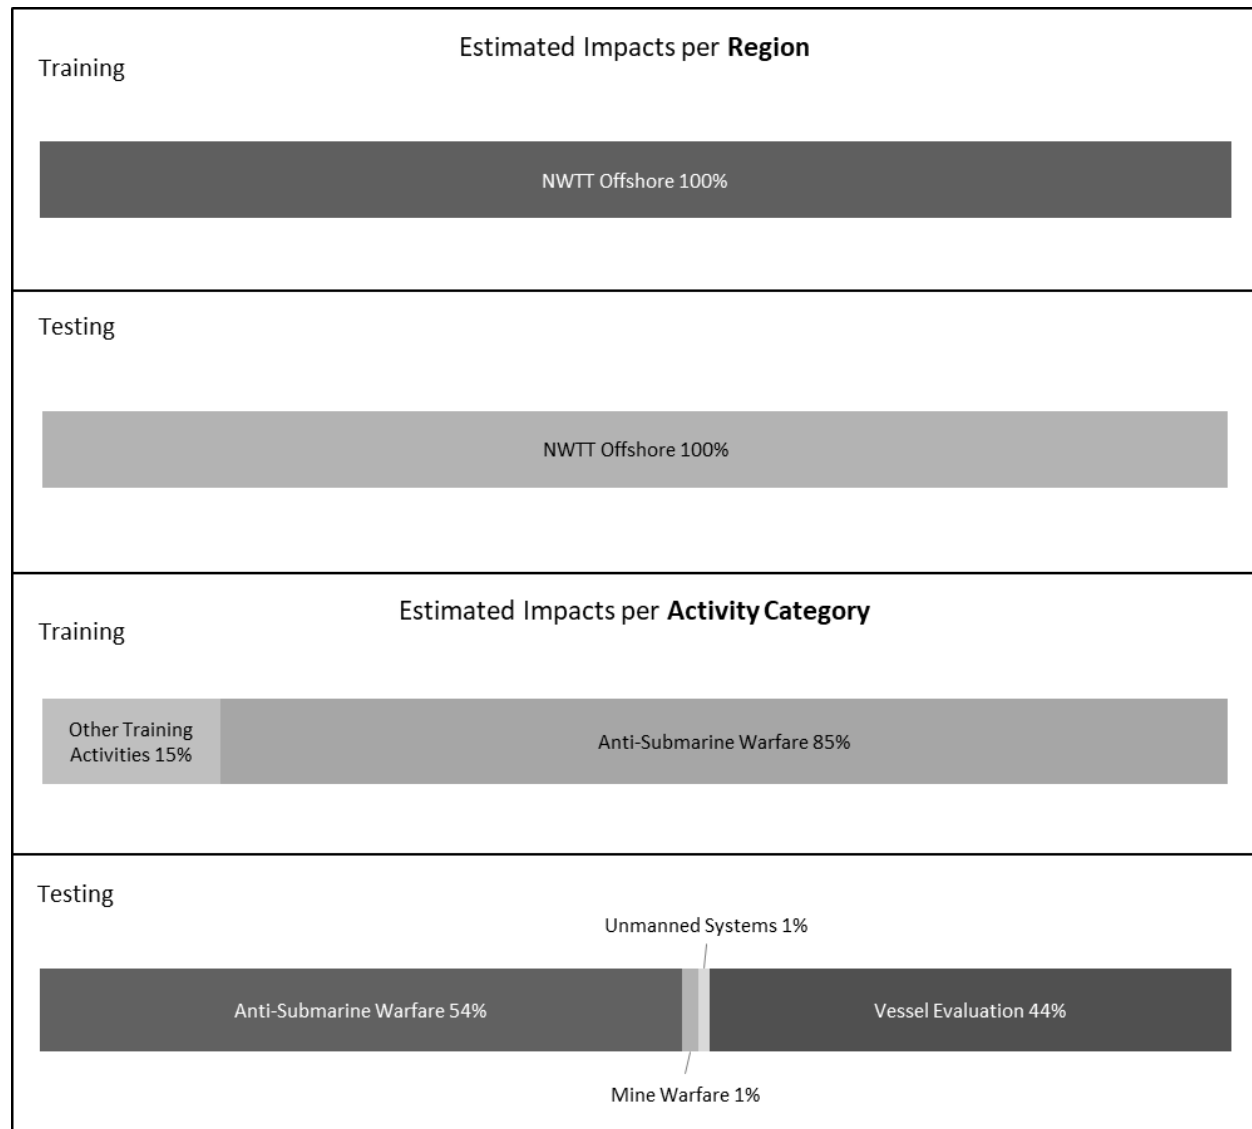 Estimated Impacts per Region
Training
NWTT Offshore 100%
Testing
NWTT Offshore 100%
Estimated Impacts per Activity Category
Training
Other Training
Activities 15%
Anti-Submarine Warfare 85%
Testing
Unmanned Systems 1%
Anti-Submarine Warfare 54%
Vessel Evaluation 44%
Mine Warfare 1%